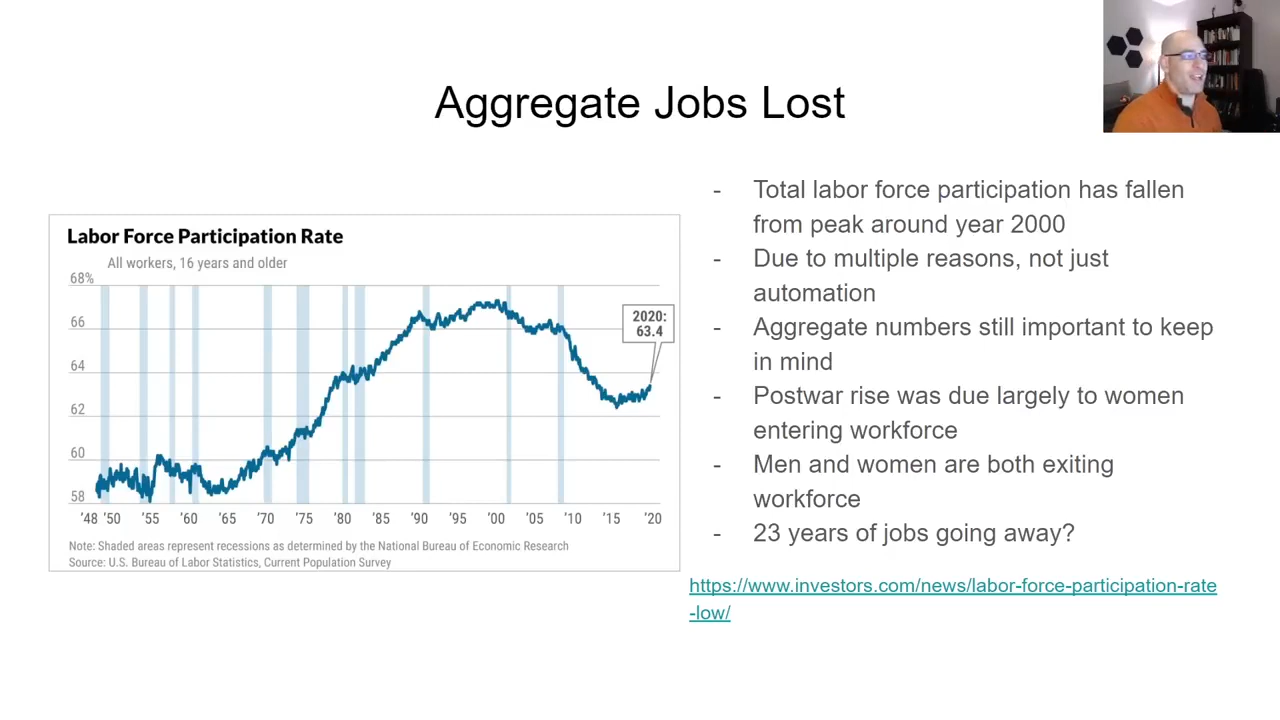 Aggregate Jobs Lost
Labor Force Participation Rate
All workers, 16 years and older
68%
66
64
62
60
58
2020:
63.4
'48 '50 '55 '60 '65 '70 '75 '80 '85 '90 '95 '00 '05 '10 '15 '20
Note: Shaded areas represent recessions as determined by the National Bureau of Economic Research
Source: U.S. Bureau of Labor Statistics, Current Population Survey
- Total labor force participation has fallen
from peak around year 2000
- Due to multiple reasons, not just
automation
- Aggregate numbers still important to keep
in mind
- Postwar rise was due largely to women
entering workforce
- Men and women are both exiting
workforce
- 23 years of jobs going away?
https://www.investors.com/news/labor-force-participation-rate
-low/